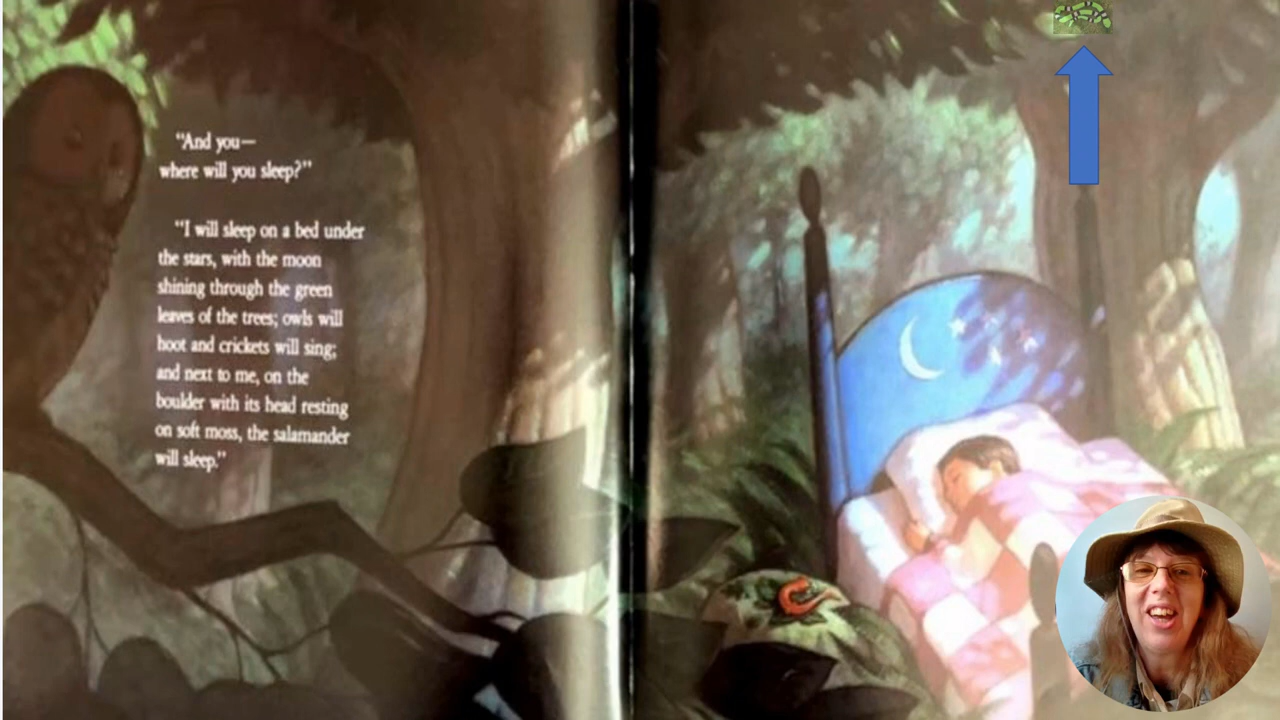 "And you—
where will you sleep?"
"I will sleep on a bed under
the stars, with the moon
shining through the green
leaves of the trees; owls will
hoot and crickets will sing;
and next to me, on the
boulder with its head resting
on soft moss, the salamander
will sleep."